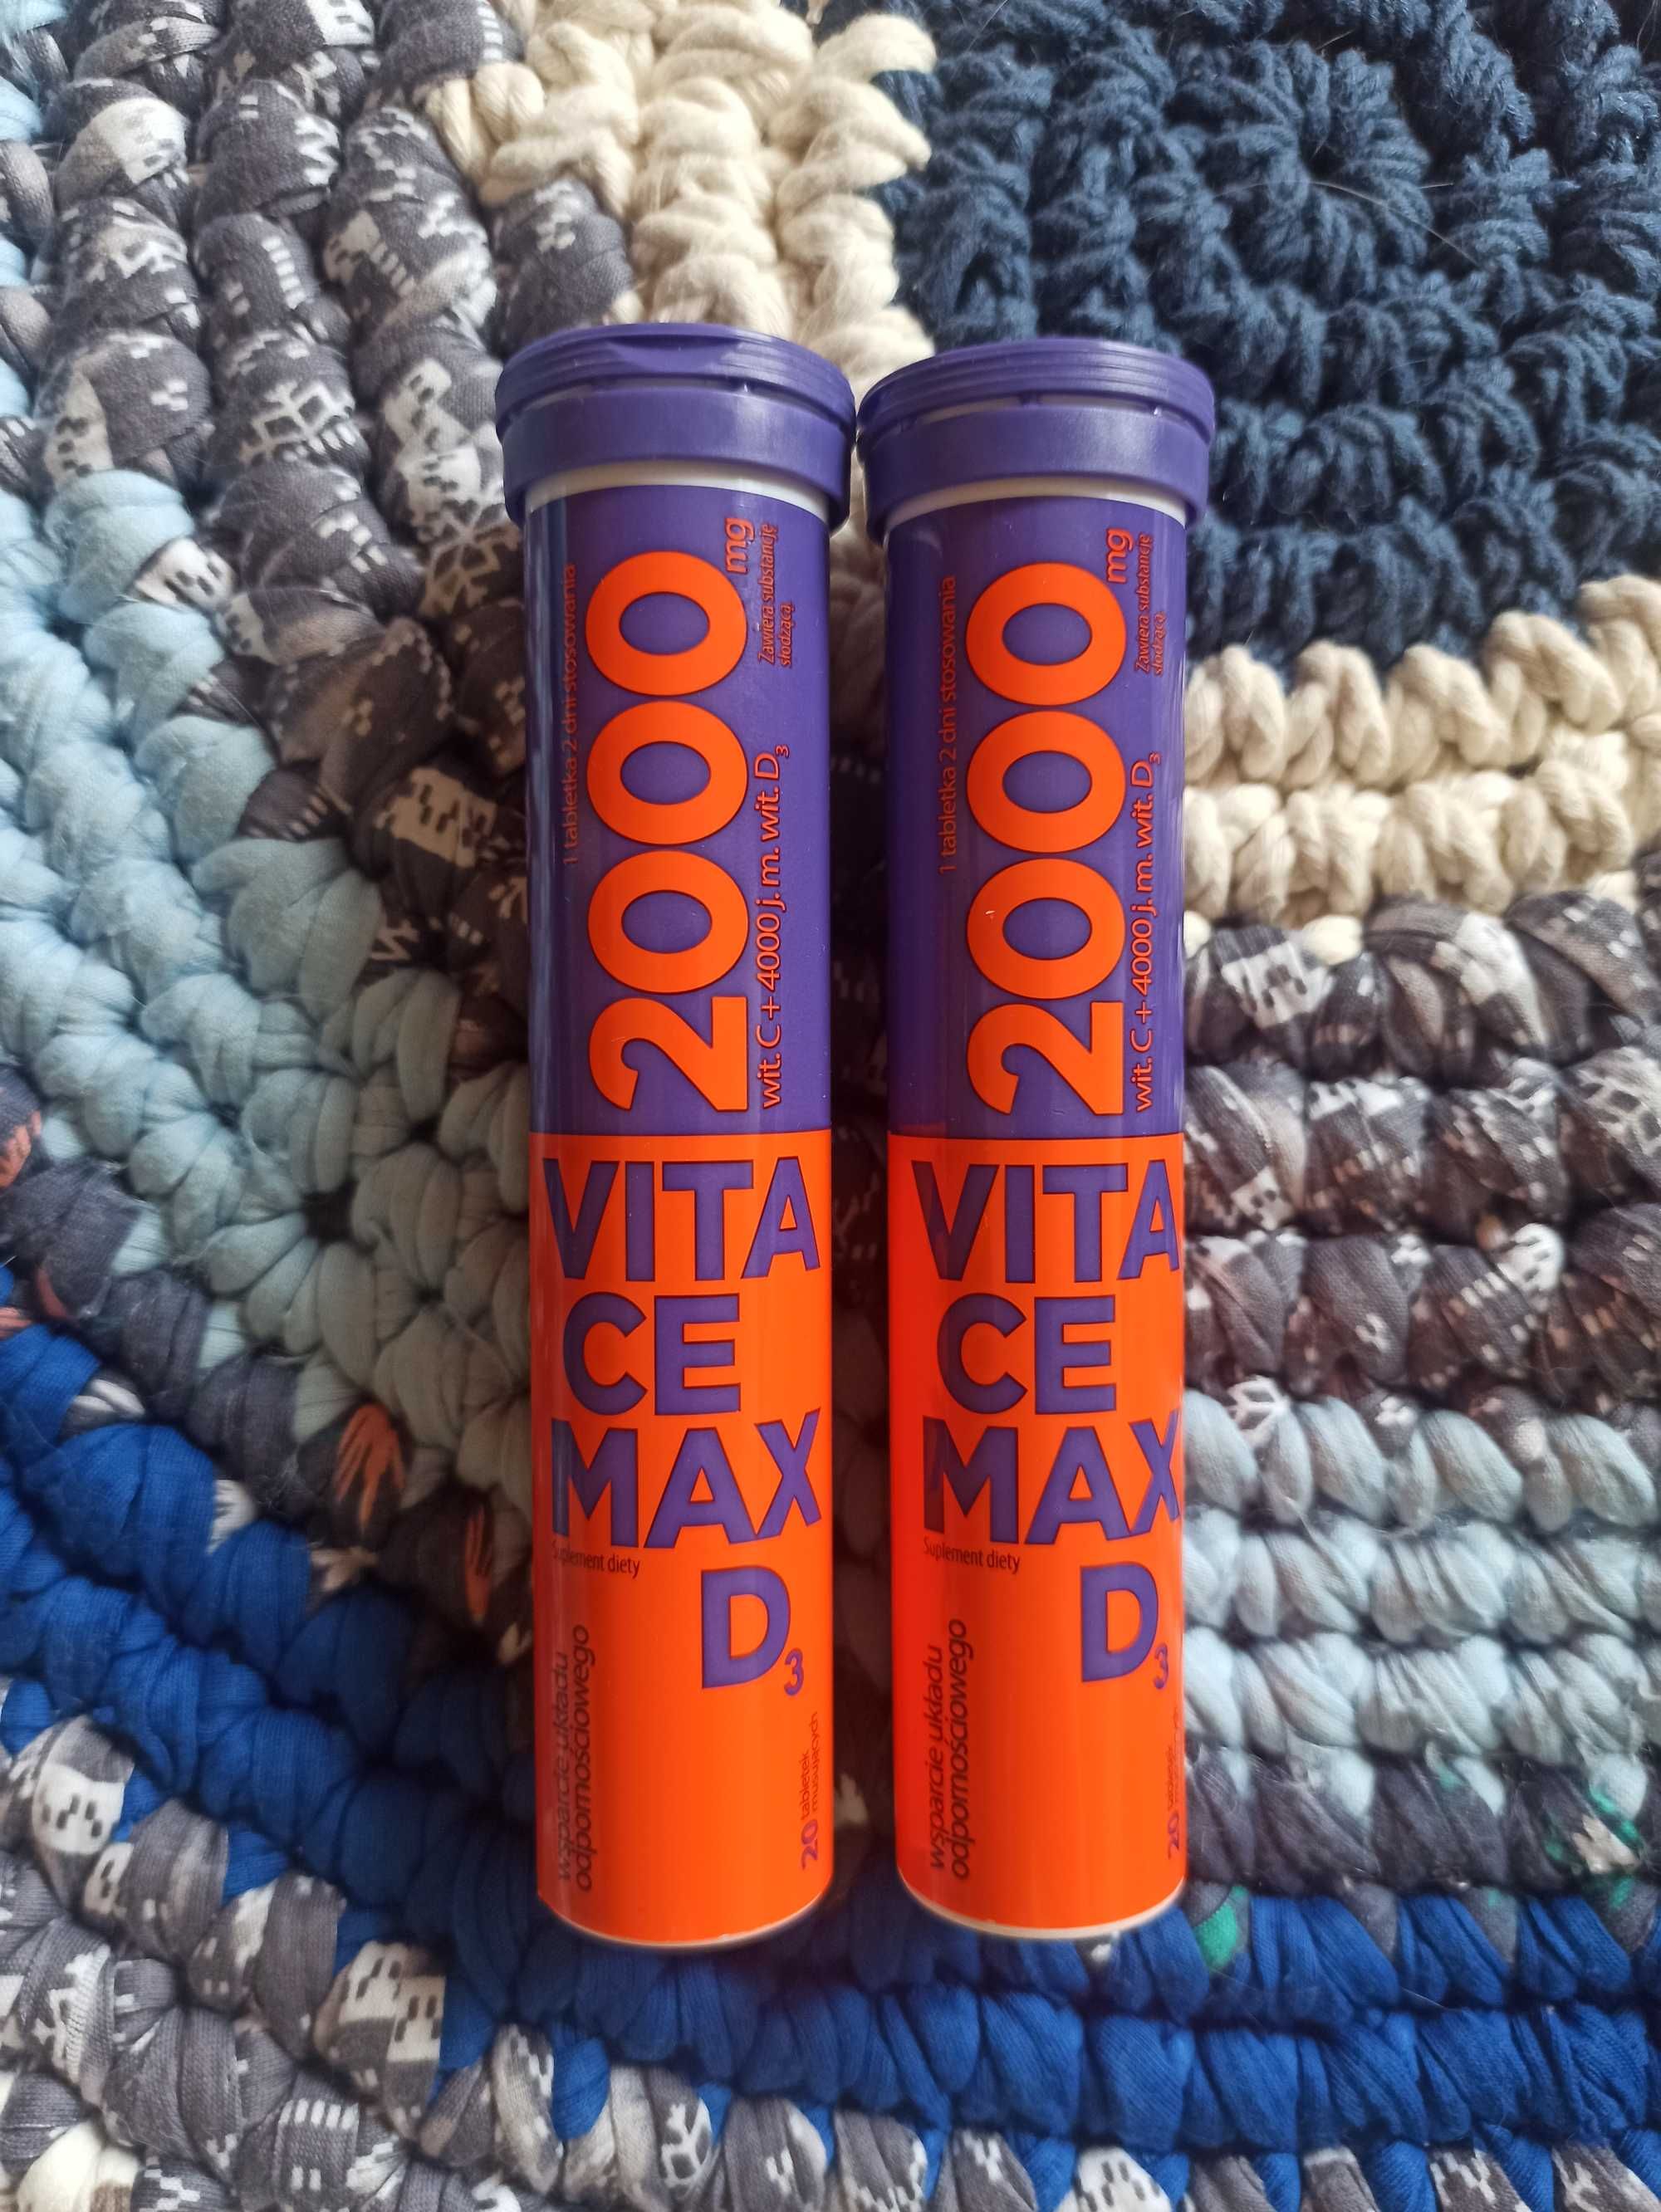 1 tabletka 2 dni stosowania
2000 mg
Zawiera substancję
słodzącą
wit. C + 4000 j. m. wit. D₃
VITA
CE
MAX
Suplement diety
D₃
wsparcie układu
odpornościowego
20 tabletek
musujących
1 tabletka 2 dni stosowania
2000 mg
Zawiera substancję
słodzącą
wit. C + 4000 j. m. wit. D₃
VITA
CE
MAX
Suplement diety
D₃
wsparcie układu
odpornościowego
20